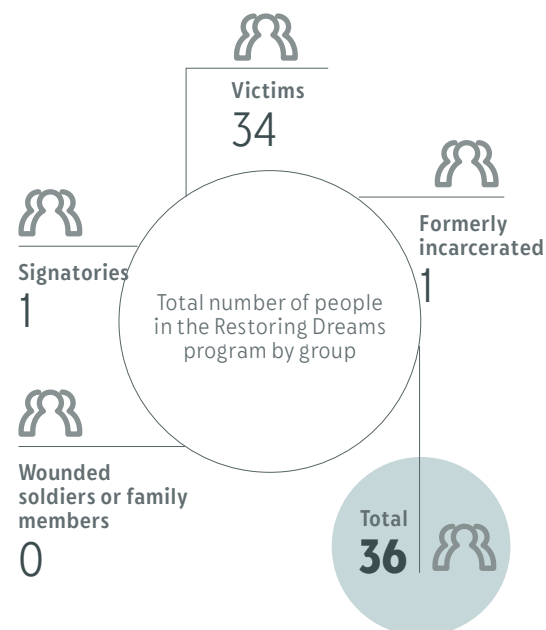 Victims
34
Formerly
incarcerated
1
Signatories
1
Total number of people
in the Restoring Dreams
program by group
Wounded
soldiers or family
members
0
Total
36